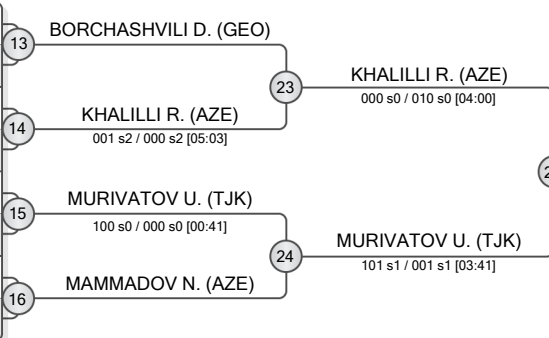 BORCHASHVILI D. (GEO)
13
23
KHALILLI R. (AZE)
000 s0 / 010 s0 [04:00]
KHALILLI R. (AZE)
14
001 s2 / 000 s2 [05:03]
MURIVATOV U. (TJK)
15
100 s0 / 000 s0 [00:41]
24
MURIVATOV U. (TJK)
101 s1 / 001 s1 [03:41]
MAMMADOV N. (AZE)
16